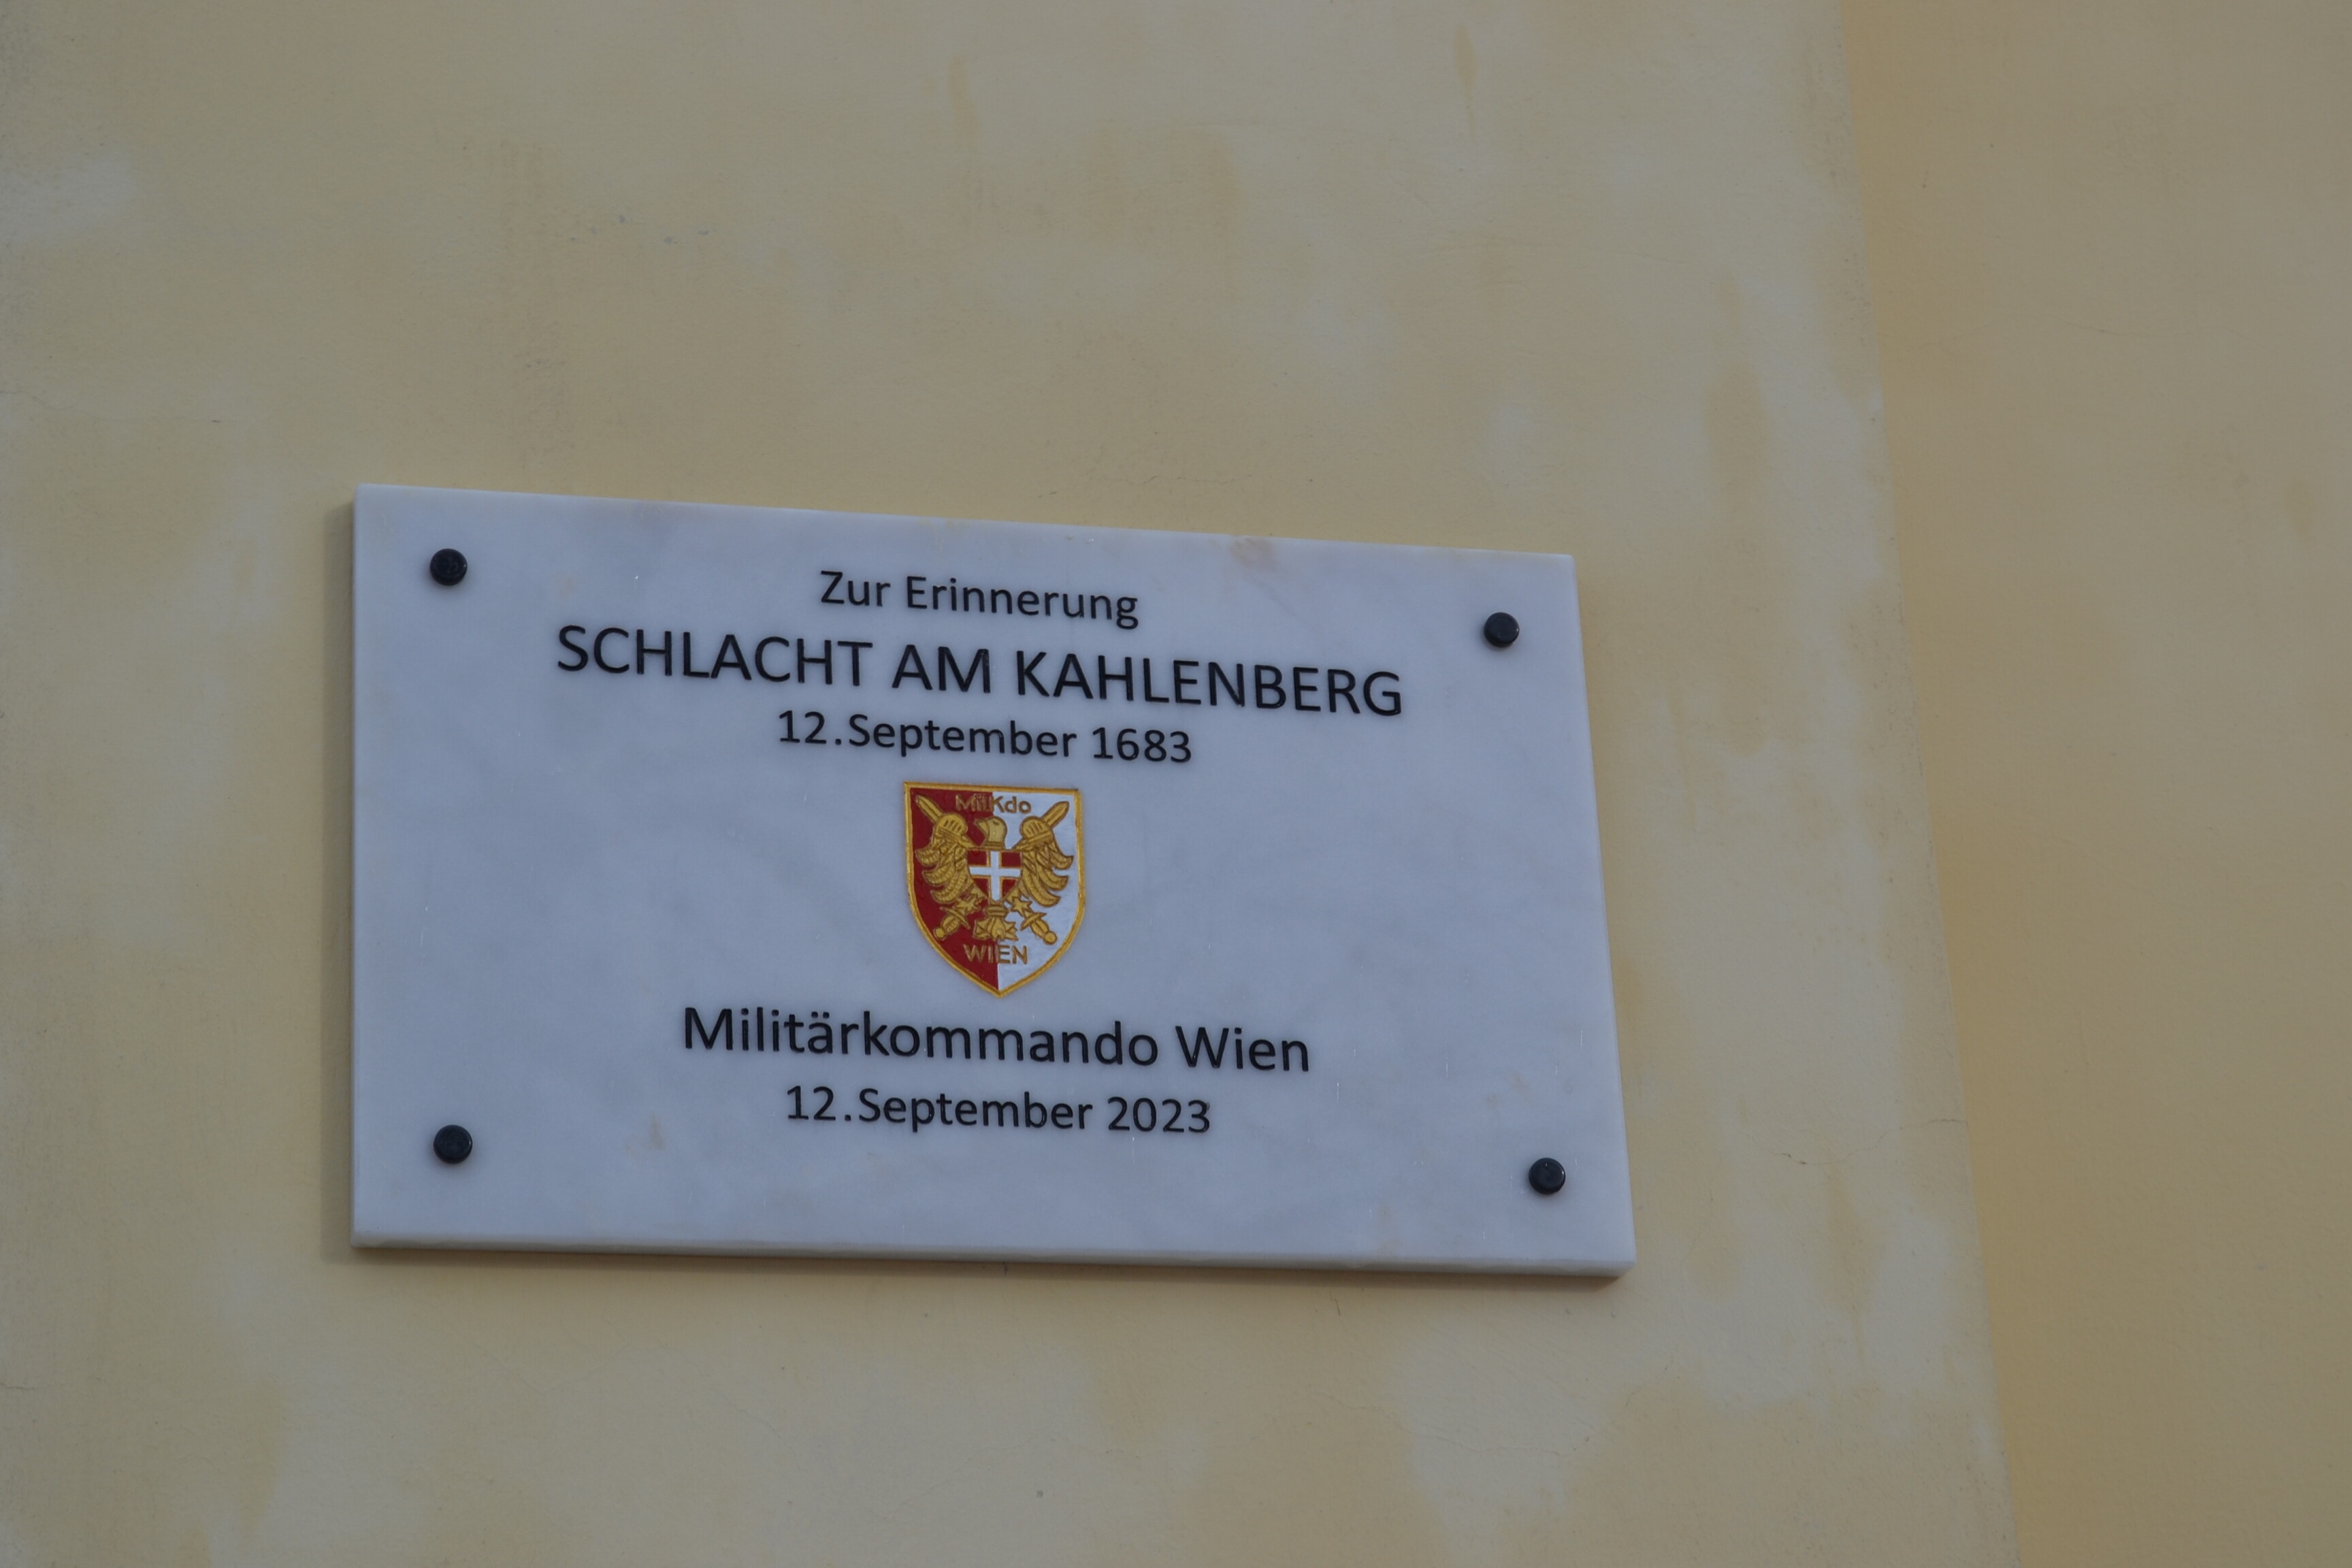 Zur Erinnerung
SCHLACHT AM KAHLENBERG
12.September 1683
MilKdo
WIEN
Militärkommando Wien
12.September 2023